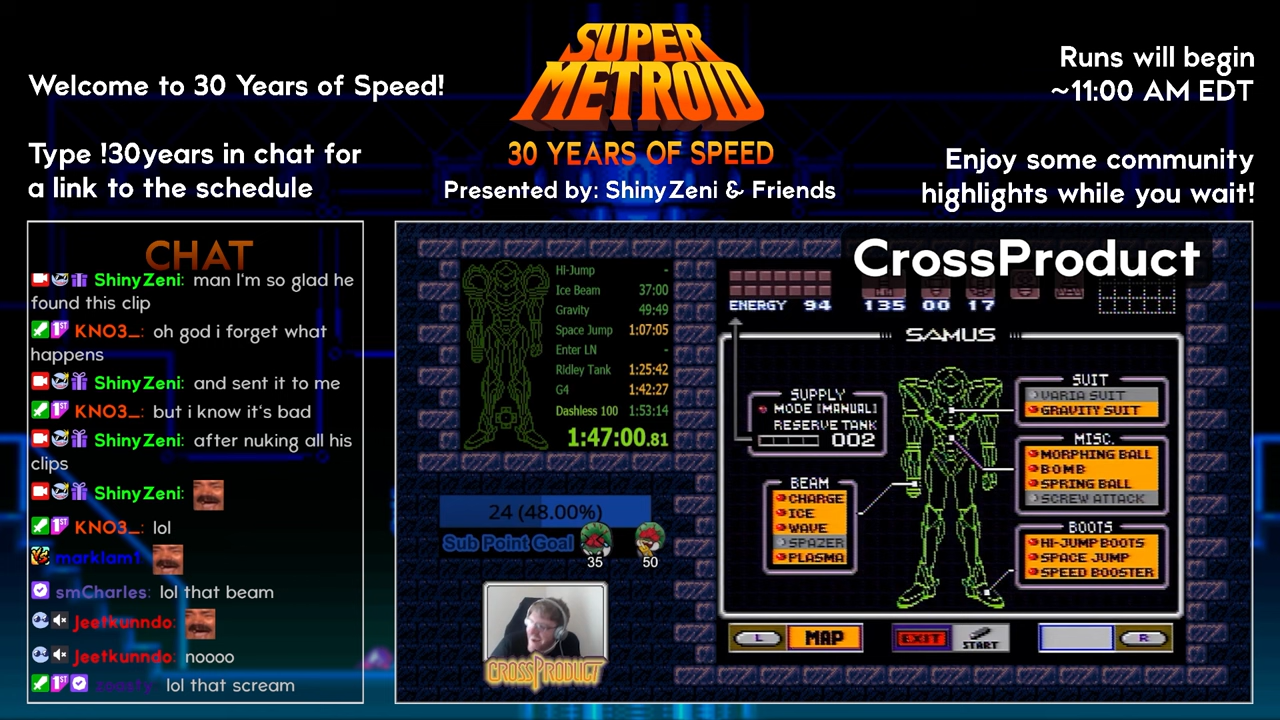 Welcome to 30 Years of Speed!
Type !30years in chat for
a link to the schedule
SUPER
METROID
30 YEARS OF SPEED
Presented by: ShinyZeni & Friends
Runs will begin
~11:00 AM EDT
Enjoy some community
highlights while you wait!
CHAT
ShinyZeni: man I'm so glad he
found this clip
KNO3_: oh god i forget what
happens
ShinyZeni: and sent it to me
KNO3_: but i know it's bad
ShinyZeni: after nuking all his
clips
ShinyZeni:
KNO3_: lol
marklam1
smCharles: lol that beam
Jeetkunndo:
Jeetkunndo: noooo
lol that scream
Hi-Jump -
Ice Beam 37:00
Gravity 49:49
Space Jump 1:07:05
Enter LN -
Ridley Tank 1:25:42
G4 1:42:27
Dashless 100 1:53:14
1:47:00.81
24 (48.00%)
Sub Point Goal
35 50
CROSSPRODUCT
CrossProduct
ENERGY 94 135 00 17
SAMUS
SUPPLY
MODE [MANUAL]
RESERVE TANK
002
BEAM
CHARGE
ICE
WAVE
SPAZER
PLASMA
SUIT
VARIA SUIT
GRAVITY SUIT
MISC.
MORPHING BALL
BOMB
SPRING BALL
SCREW ATTACK
BOOTS
HI-JUMP BOOTS
SPACE JUMP
SPEED BOOSTER
L MAP EXIT START R